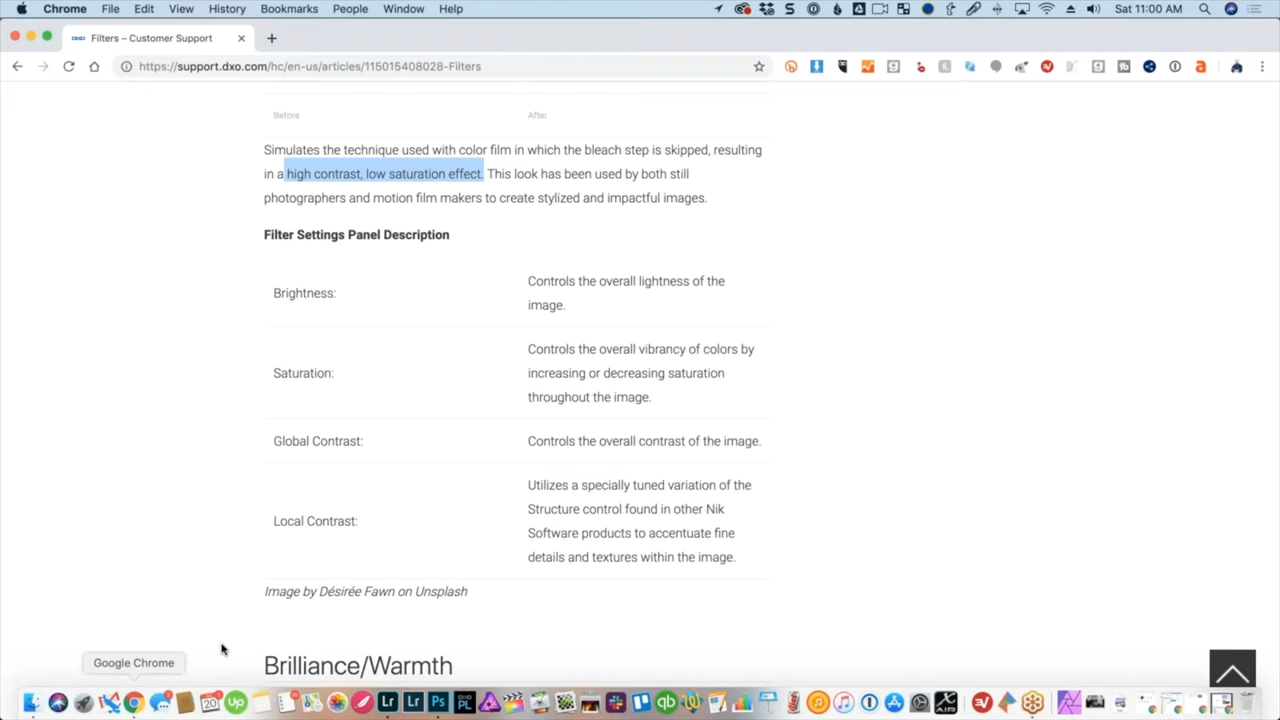 Chrome File Edit View History Bookmarks People Window Help Sat 11:00 AM
Filters – Customer Support
https://support.dxo.com/hc/en-us/articles/115015408028-Filters
Before After
Simulates the technique used with color film in which the bleach step is skipped, resulting
in a high contrast, low saturation effect. This look has been used by both still
photographers and motion film makers to create stylized and impactful images.
Filter Settings Panel Description
Brightness:
Controls the overall lightness of the
image.
Saturation:
Controls the overall vibrancy of colors by
increasing or decreasing saturation
throughout the image.
Global Contrast:
Controls the overall contrast of the image.
Local Contrast:
Utilizes a specially tuned variation of the
Structure control found in other Nik
Software products to accentuate fine
details and textures within the image.
Image by Désirée Fawn on Unsplash
Google Chrome
Brilliance/Warmth
20 Up Lr Lr Ps PL qb